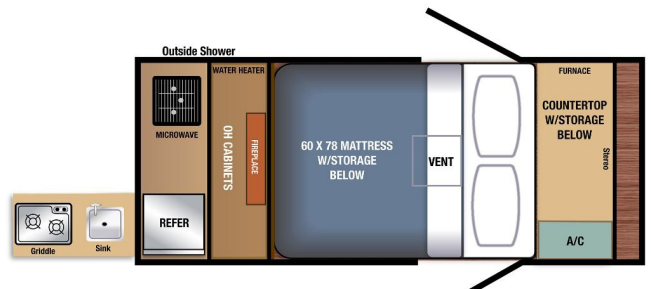 Outside Shower
WATER HEATER
FURNACE
COUNTERTOP
W/STORAGE
BELOW
MICROWAVE
OH CABINETS
FIREPLACE
60 X 78 MATTRESS
W/STORAGE
BELOW
VENT
Stereo
REFER
A/C
Griddle
Sink